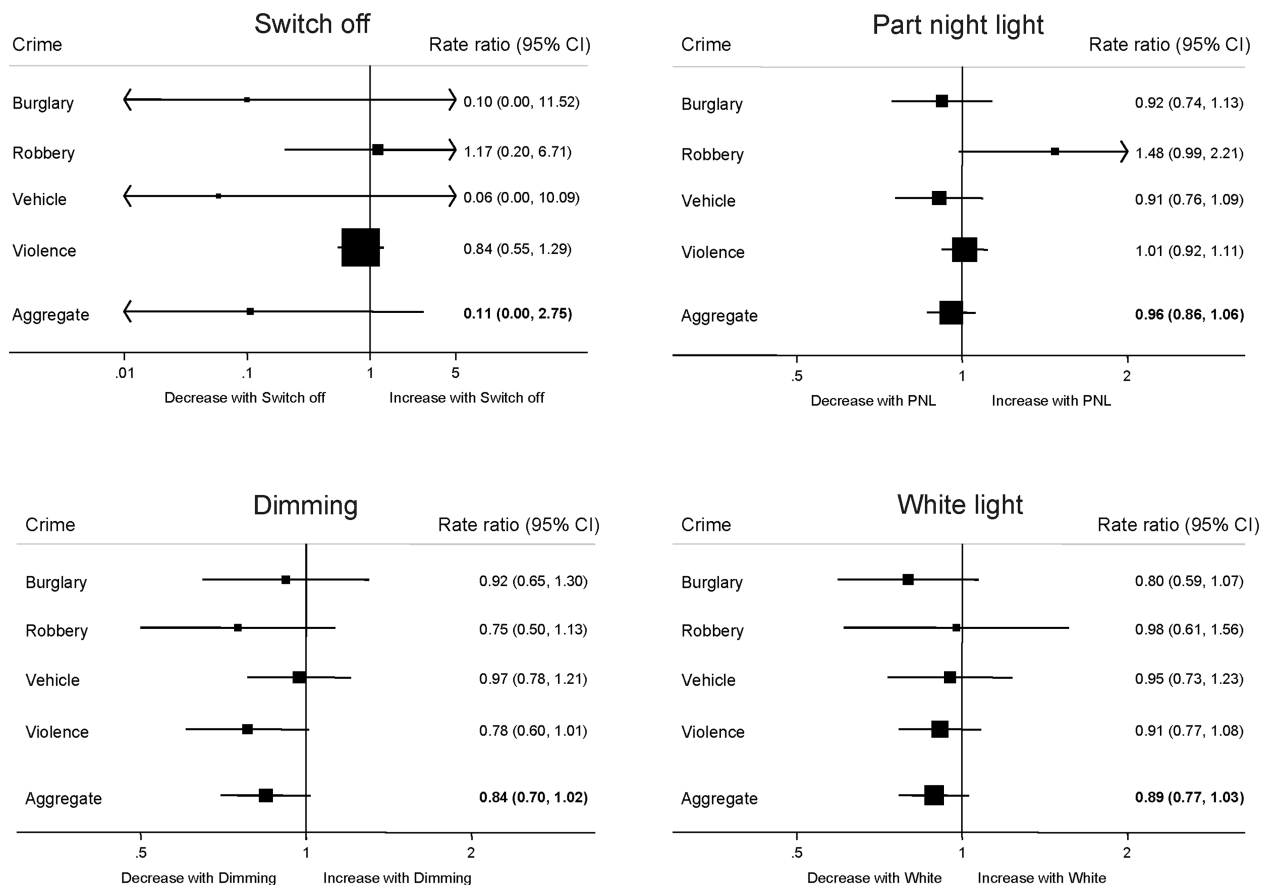 Switch off
Crime Rate ratio (95% CI)
Burglary 0.10 (0.00, 11.52)
Robbery 1.17 (0.20, 6.71)
Vehicle 0.06 (0.00, 10.09)
Violence 0.84 (0.55, 1.29)
Aggregate 0.11 (0.00, 2.75)
.01 .1 1 5
Decrease with Switch off Increase with Switch off
Part night light
Crime Rate ratio (95% CI)
Burglary 0.92 (0.74, 1.13)
Robbery 1.48 (0.99, 2.21)
Vehicle 0.91 (0.76, 1.09)
Violence 1.01 (0.92, 1.11)
Aggregate 0.96 (0.86, 1.06)
.5 1 2
Decrease with PNL Increase with PNL
Dimming
Crime Rate ratio (95% CI)
Burglary 0.92 (0.65, 1.30)
Robbery 0.75 (0.50, 1.13)
Vehicle 0.97 (0.78, 1.21)
Violence 0.78 (0.60, 1.01)
Aggregate 0.84 (0.70, 1.02)
.5 1 2
Decrease with Dimming Increase with Dimming
White light
Crime Rate ratio (95% CI)
Burglary 0.80 (0.59, 1.07)
Robbery 0.98 (0.61, 1.56)
Vehicle 0.95 (0.73, 1.23)
Violence 0.91 (0.77, 1.08)
Aggregate 0.89 (0.77, 1.03)
.5 1 2
Decrease with White Increase with White